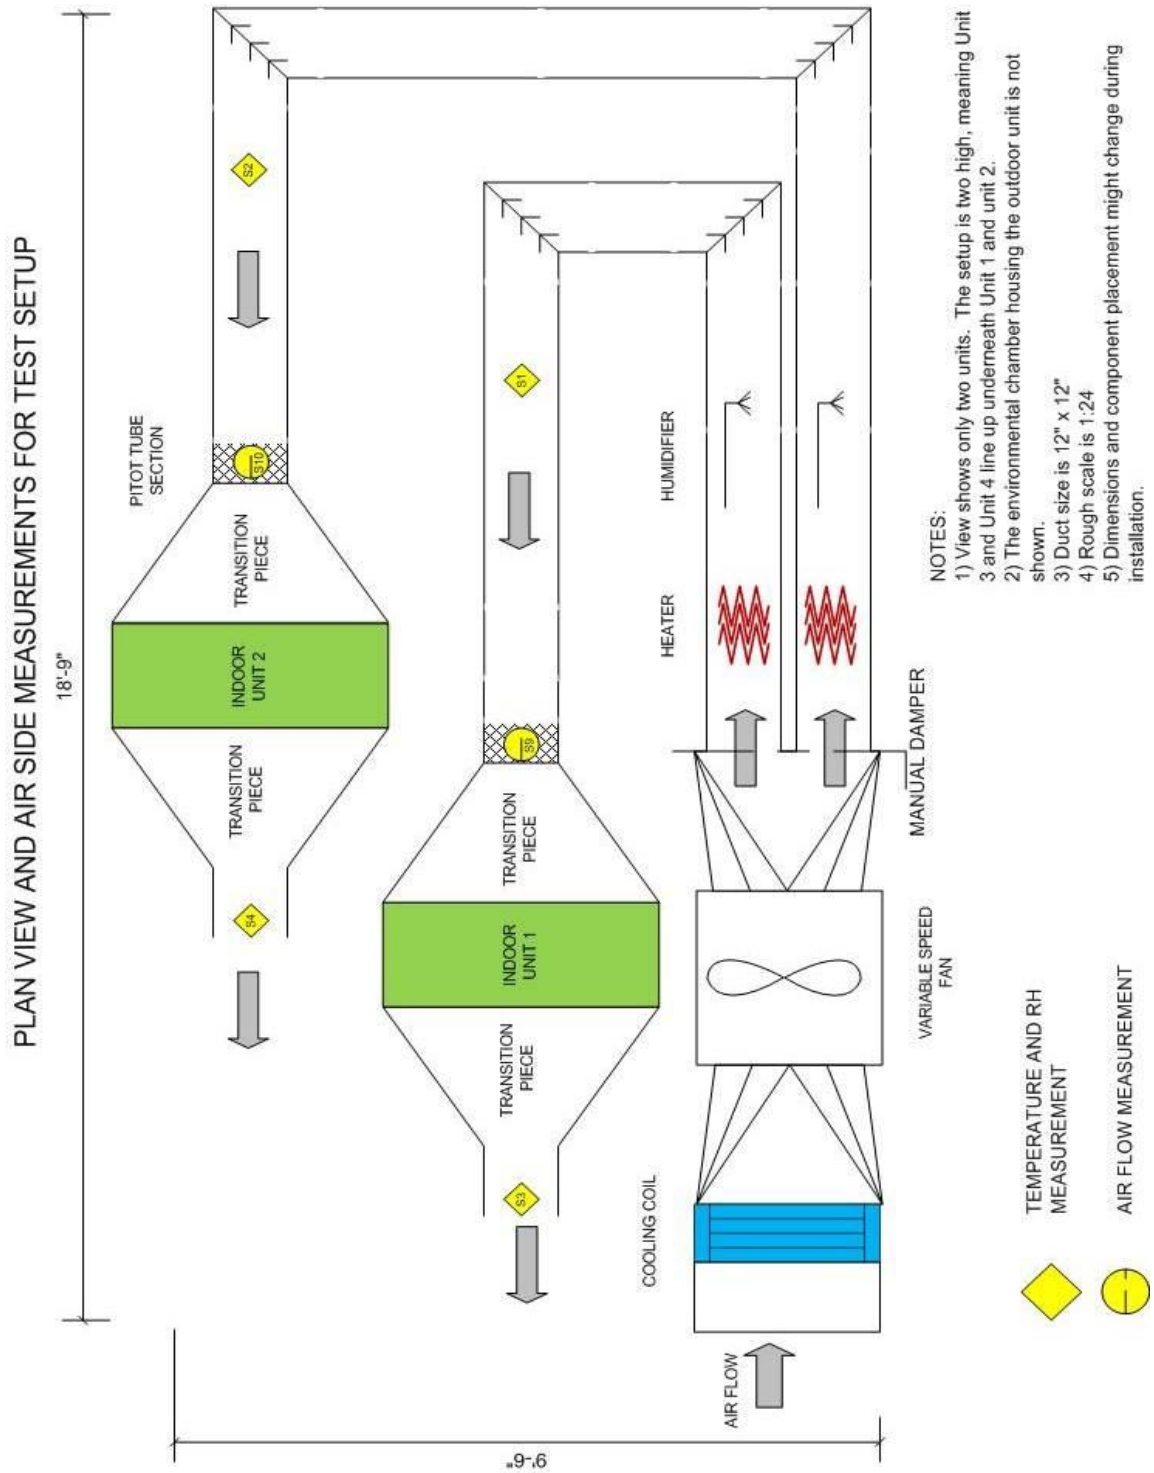 PLAN VIEW AND AIR SIDE MEASUREMENTS FOR TEST SETUP
18'-9"
9'-6"
S2
S10
PITOT TUBE
SECTION
TRANSITION
PIECE
INDOOR
UNIT 2
TRANSITION
PIECE
S4
S1
S9
TRANSITION
PIECE
INDOOR
UNIT 1
TRANSITION
PIECE
S3
AIR FLOW
COOLING COIL
VARIABLE SPEED
FAN
MANUAL DAMPER
HEATER
HUMIDIFIER
TEMPERATURE AND RH
MEASUREMENT
AIR FLOW MEASUREMENT
NOTES:
1) View shows only two units. The setup is two high, meaning Unit
3 and Unit 4 line up underneath Unit 1 and unit 2.
2) The environmental chamber housing the outdoor unit is not
shown.
3) Duct size is 12" x 12"
4) Rough scale is 1:24
5) Dimensions and component placement might change during
installation.